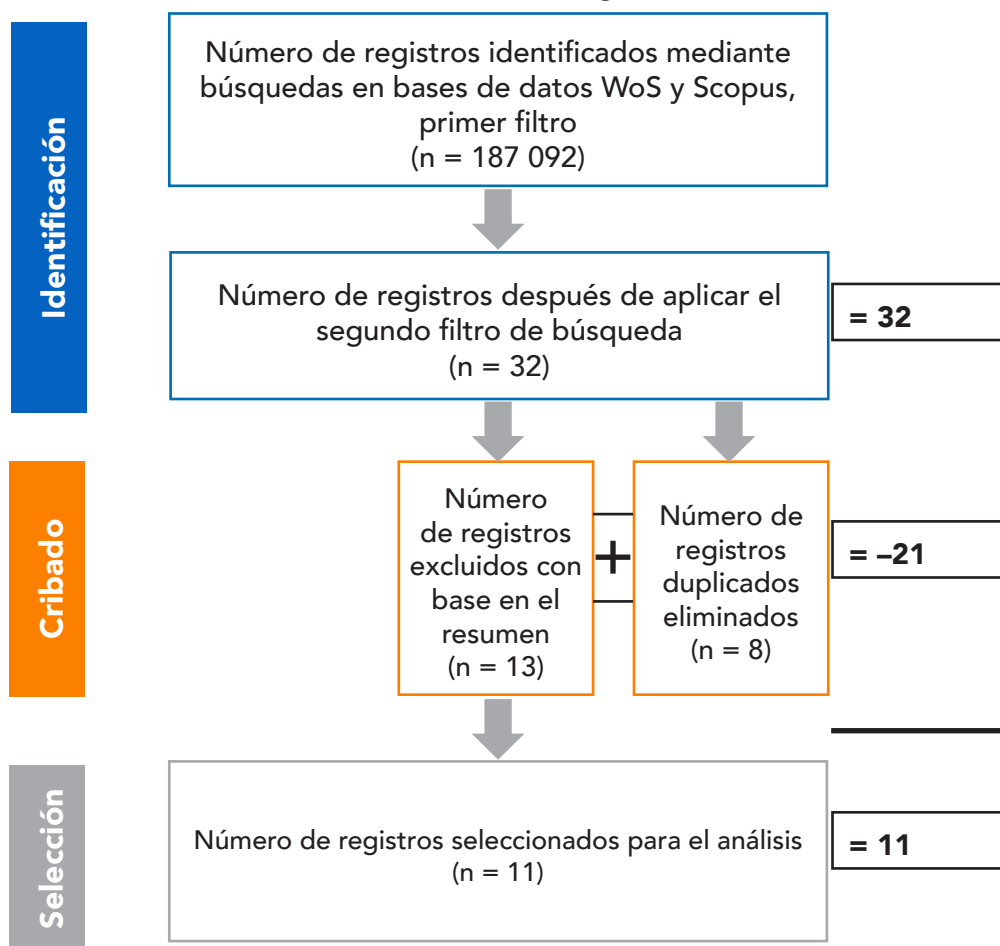 Identificación
Número de registros identificados mediante
búsquedas en bases de datos WoS y Scopus,
primer filtro
(n = 187 092)
Número de registros después de aplicar el
segundo filtro de búsqueda
(n = 32)
= 32
Cribado
Número
de registros
excluidos con
base en el
resumen
(n = 13)
+
Número de
registros
duplicados
eliminados
(n = 8)
= –21
Selección
Número de registros seleccionados para el análisis
(n = 11)
= 11